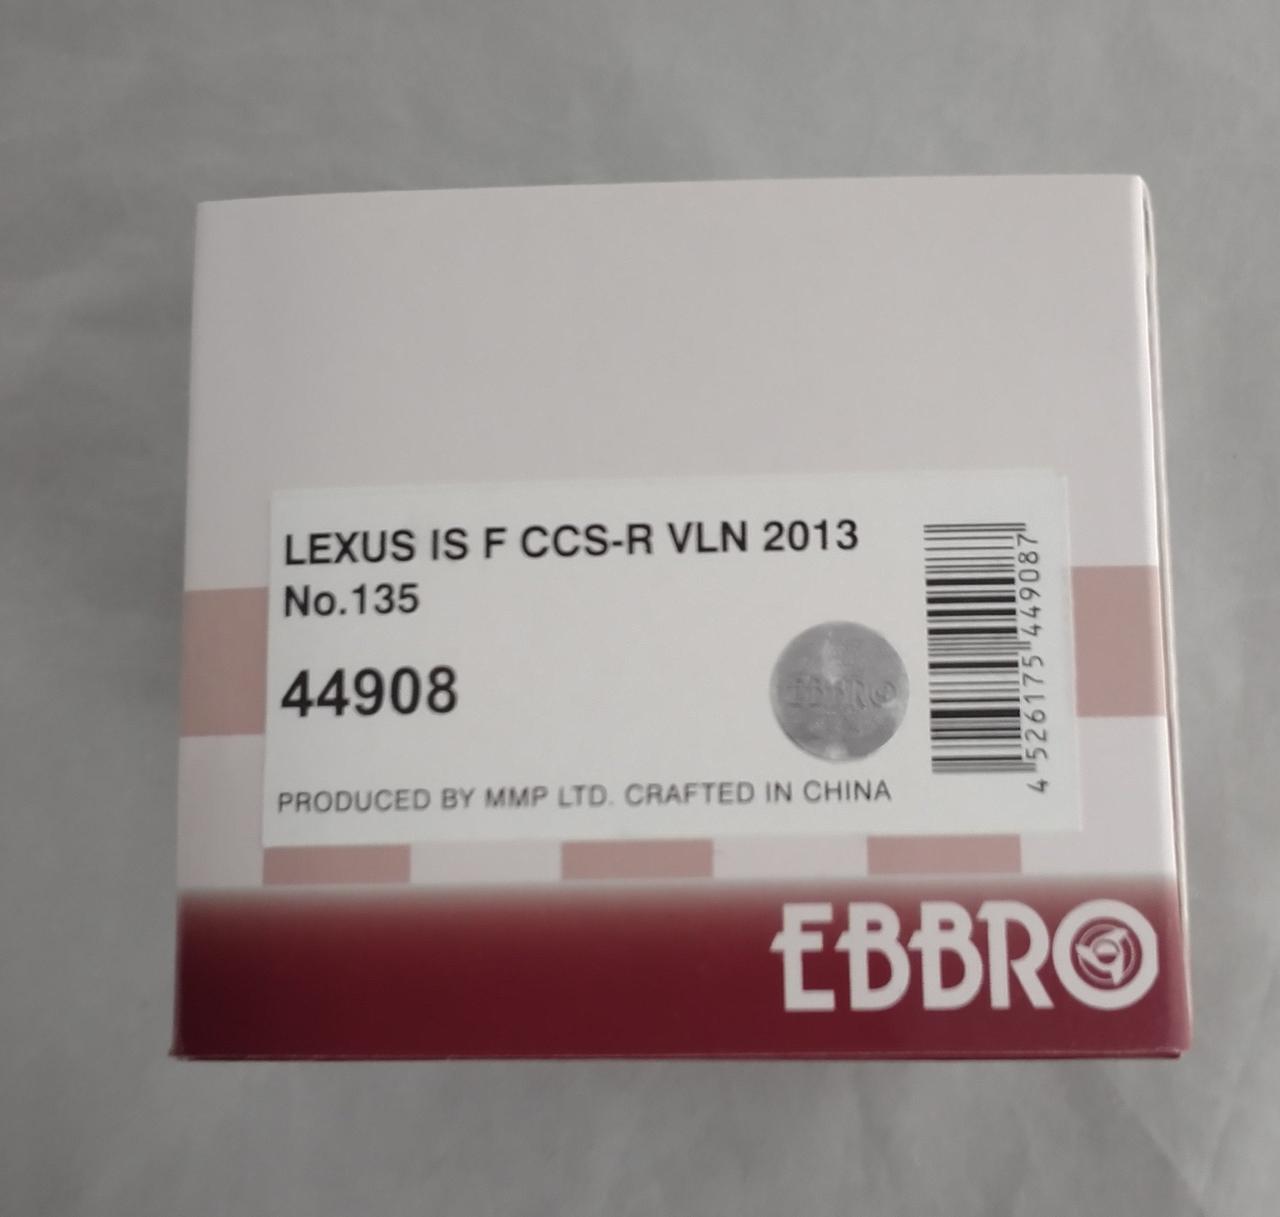 LEXUS IS F CCS-R VLN 2013
No.135
44908
EBBRO
4 526175 449087
PRODUCED BY MMP LTD. CRAFTED IN CHINA
EBBRO